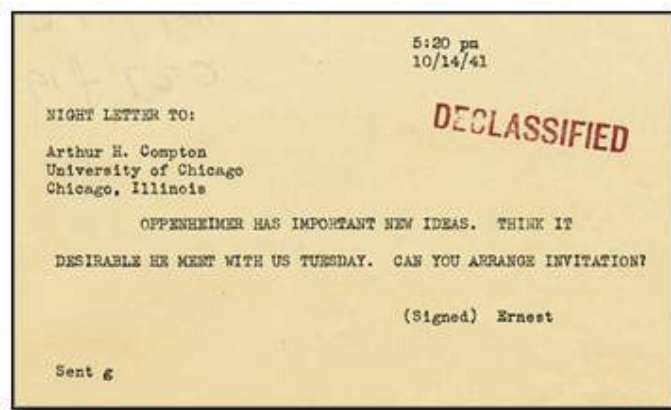 5:20 pm
10/14/41
DECLASSIFIED
NIGHT LETTER TO:
Arthur H. Compton
University of Chicago
Chicago, Illinois
OPPENHEIMER HAS IMPORTANT NEW IDEAS. THINK IT
DESIRABLE HE MEET WITH US TUESDAY. CAN YOU ARRANGE INVITATION?
(Signed) Ernest
Sent g